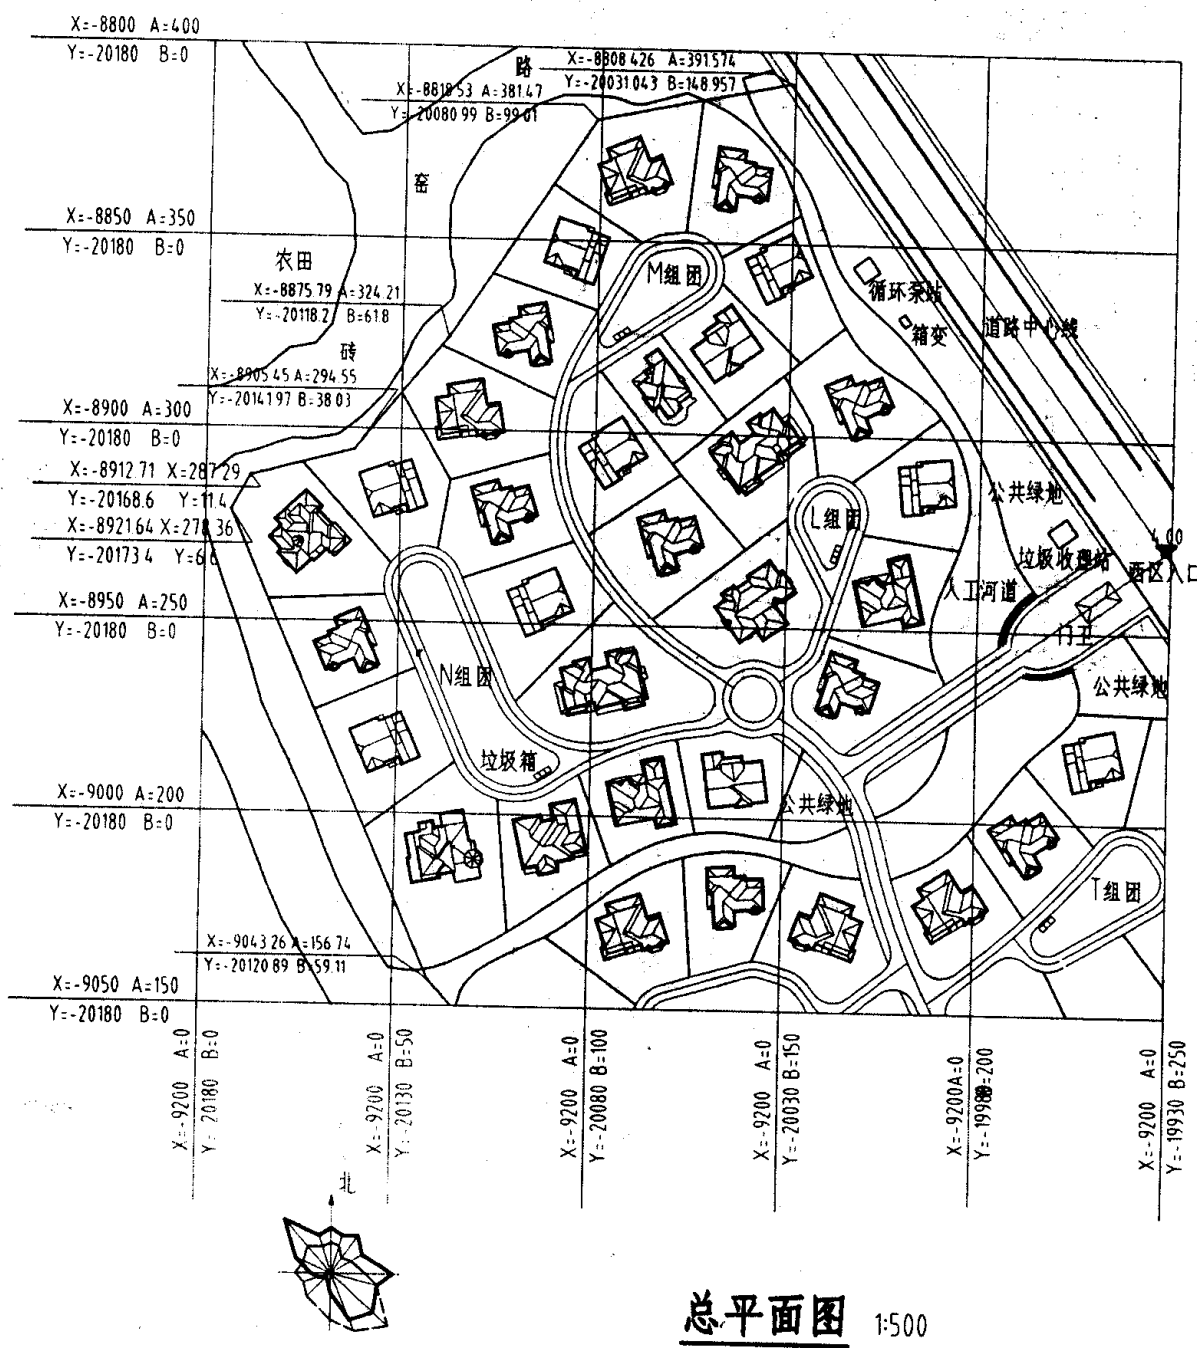 X=-8800 A=400
Y=-20180 B=0
路
X=-8808.426 A=391.574
Y=-20031.043 B=148.957
X=-8818.53 A=381.47
Y=-20080.99 B=99.01
窑
X=-8850 A=350
Y=-20180 B=0
农田
M组团
循环泵站
X=-8875.79 A=324.21
Y=-20118.2 B=61.8
箱变
道路中心线
砖
X=-8905.45 A=294.55
Y=-20141.97 B=38.03
X=-8900 A=300
Y=-20180 B=0
X=-8912.71 X=287.29
Y=-20168.6 Y=11.4
公共绿地
L组团
X=-8921.64 X=278.36
Y=-20173.4 Y=6.6
4.00
垃圾收理站
西区入口
人工河道
X=-8950 A=250
Y=-20180 B=0
门卫
N组团
公共绿地
垃圾箱
X=-9000 A=200
Y=-20180 B=0
公共绿地
T组团
X=-9043.26 A=156.74
Y=-20120.89 B=59.11
X=-9050 A=150
Y=-20180 B=0
X=-9200 A=0
Y=-20180 B=0
X=-9200 A=0
Y=-20130 B=50
X=-9200 A=0
Y=-20080 B=100
X=-9200 A=0
Y=-20030 B=150
X=-9200 A=0
Y=-19980 B=200
X=-9200 A=0
Y=-19930 B=250
北
总平面图 1:500